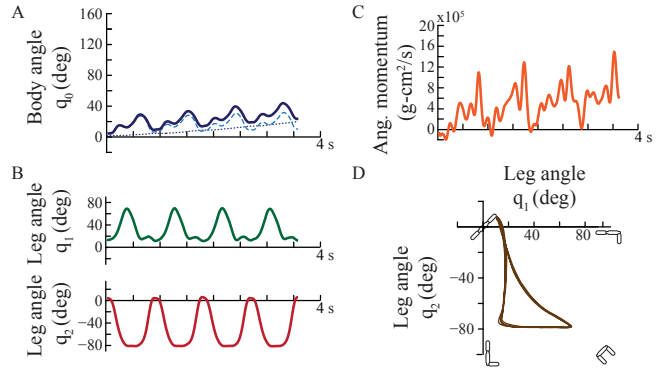 A
160
120
80
40
0
Body angle
q0 (deg)
4 s
B
80
40
0
Leg angle
q1 (deg)
4 s
0
−40
−80
Leg angle
q2 (deg)
4 s
C
20
16
12
8
4
0
x10⁵
Ang. momentum
(g-cm²/s)
4 s
D
Leg angle
q1 (deg)
40
80
−40
−80
Leg angle
q2 (deg)